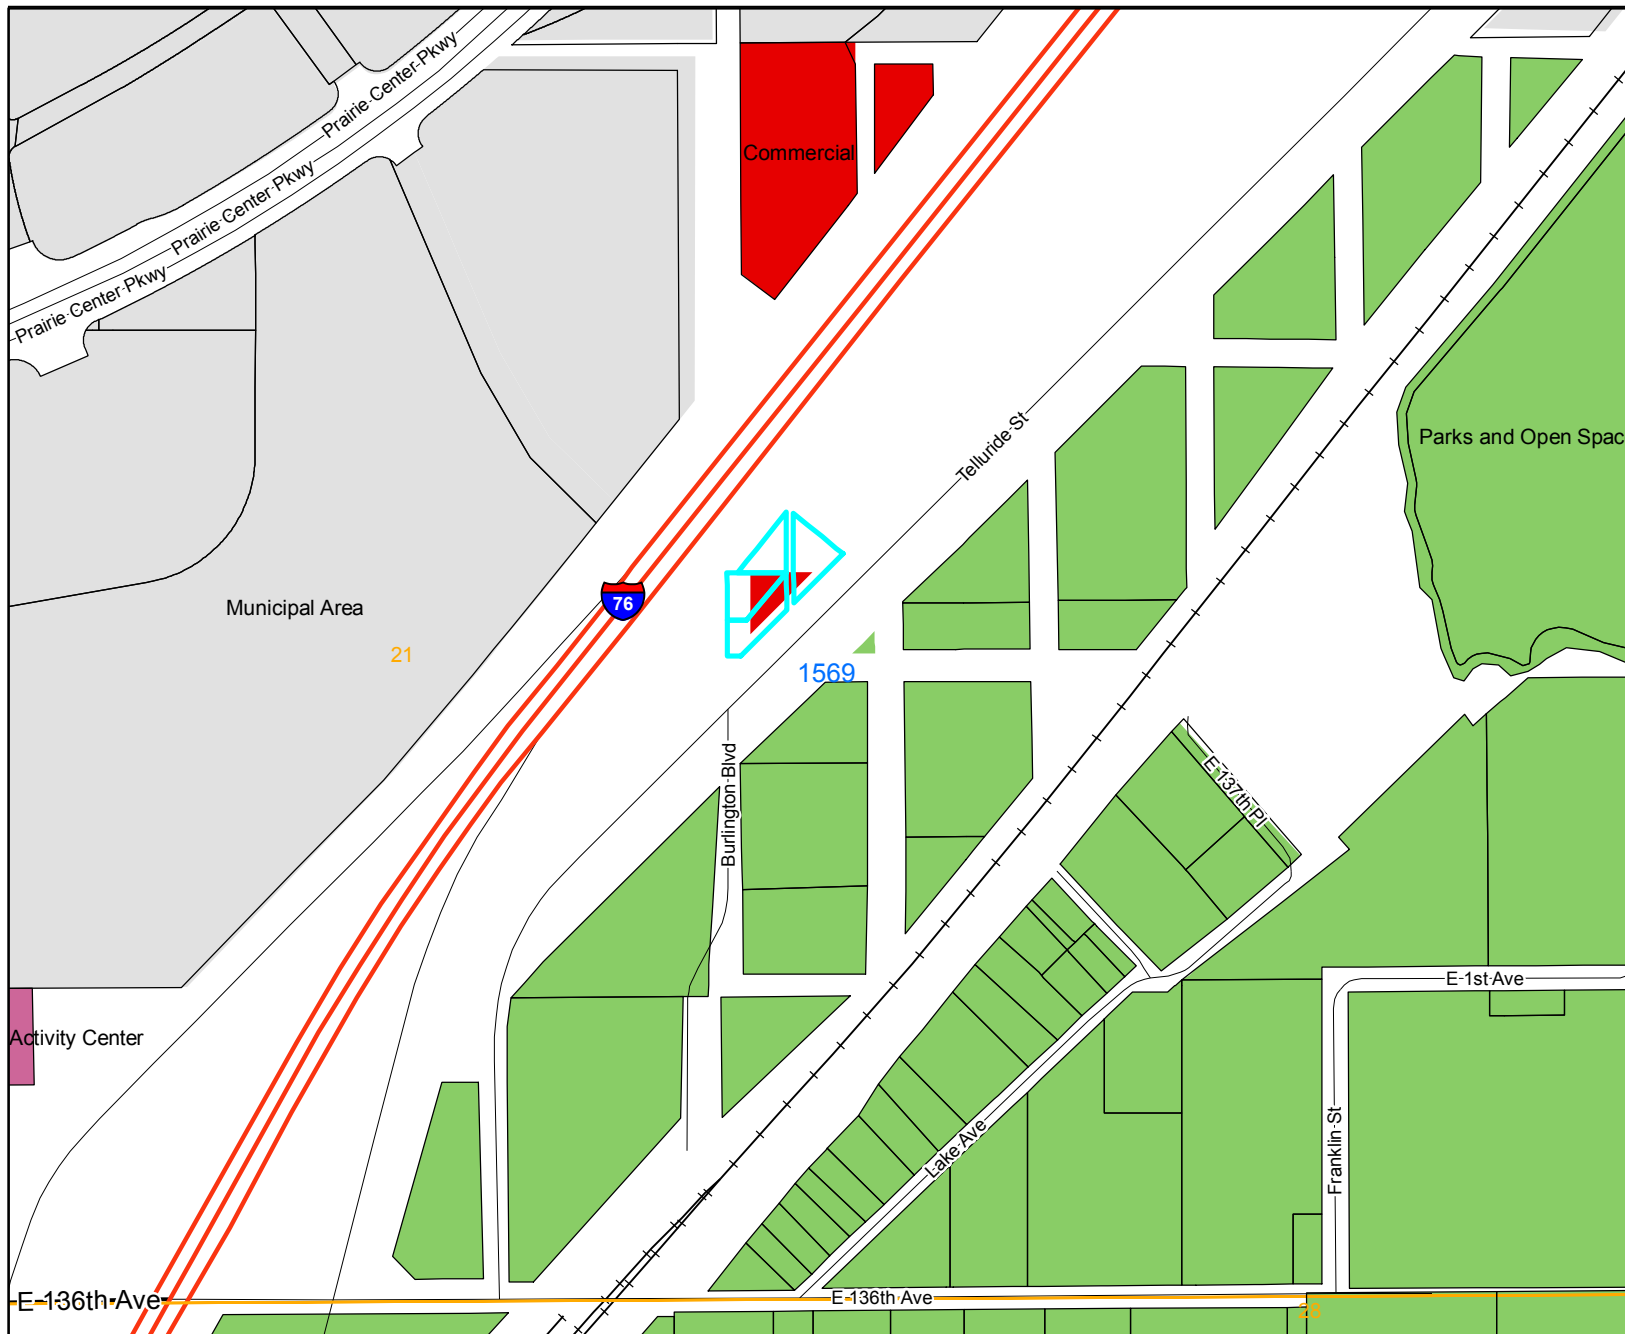 Prairie-Center-Pkwy
Prairie-Center-Pkwy
Prairie-Center-Pkwy
Commercial
Telluride-St
Parks and Open Spac
76
Municipal Area
21
1569
Burlington-Blvd
E 137th-Pl
E-1st-Ave
Activity Center
Lake-Ave
Franklin-St
E-136th-Ave
E-136th Ave
28